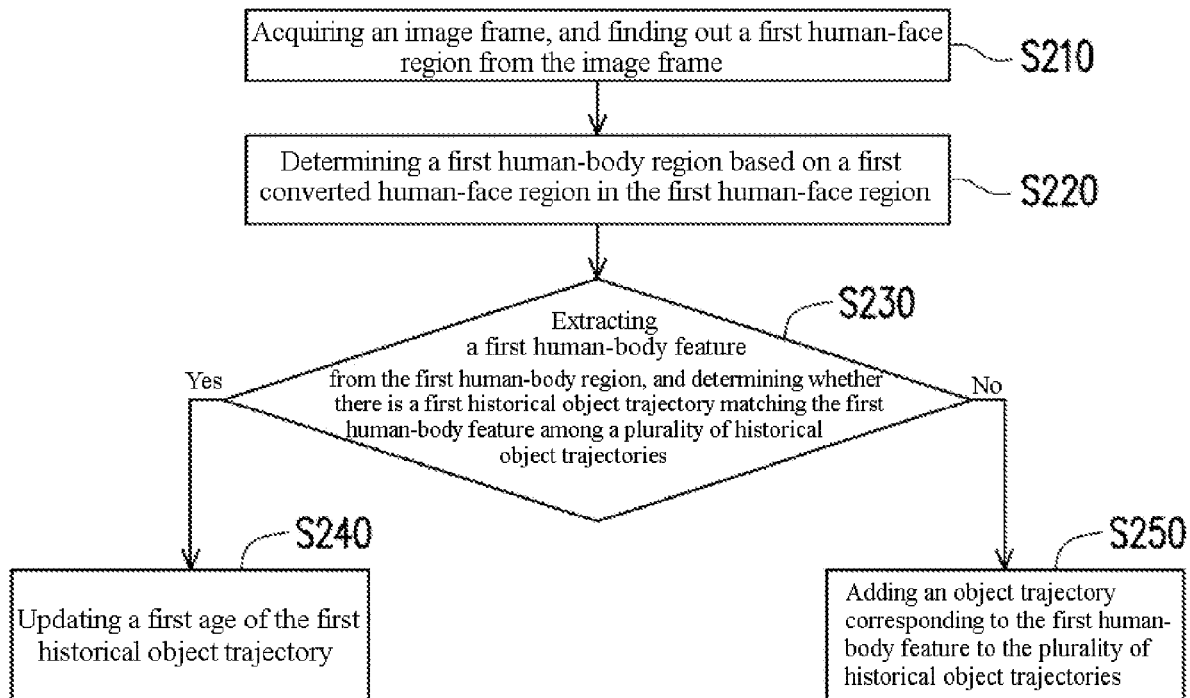 Acquiring an image frame, and finding out a first human-face
region from the image frame
S210
Determining a first human-body region based on a first
converted human-face region in the first human-face region
S220
S230
Extracting
a first human-body feature
from the first human-body region, and determining whether
there is a first historical object trajectory matching the first
human-body feature among a plurality of historical
object trajectories
Yes
No
S240
Updating a first age of the first
historical object trajectory
S250
Adding an object trajectory
corresponding to the first human-
body feature to the plurality of
historical object trajectories